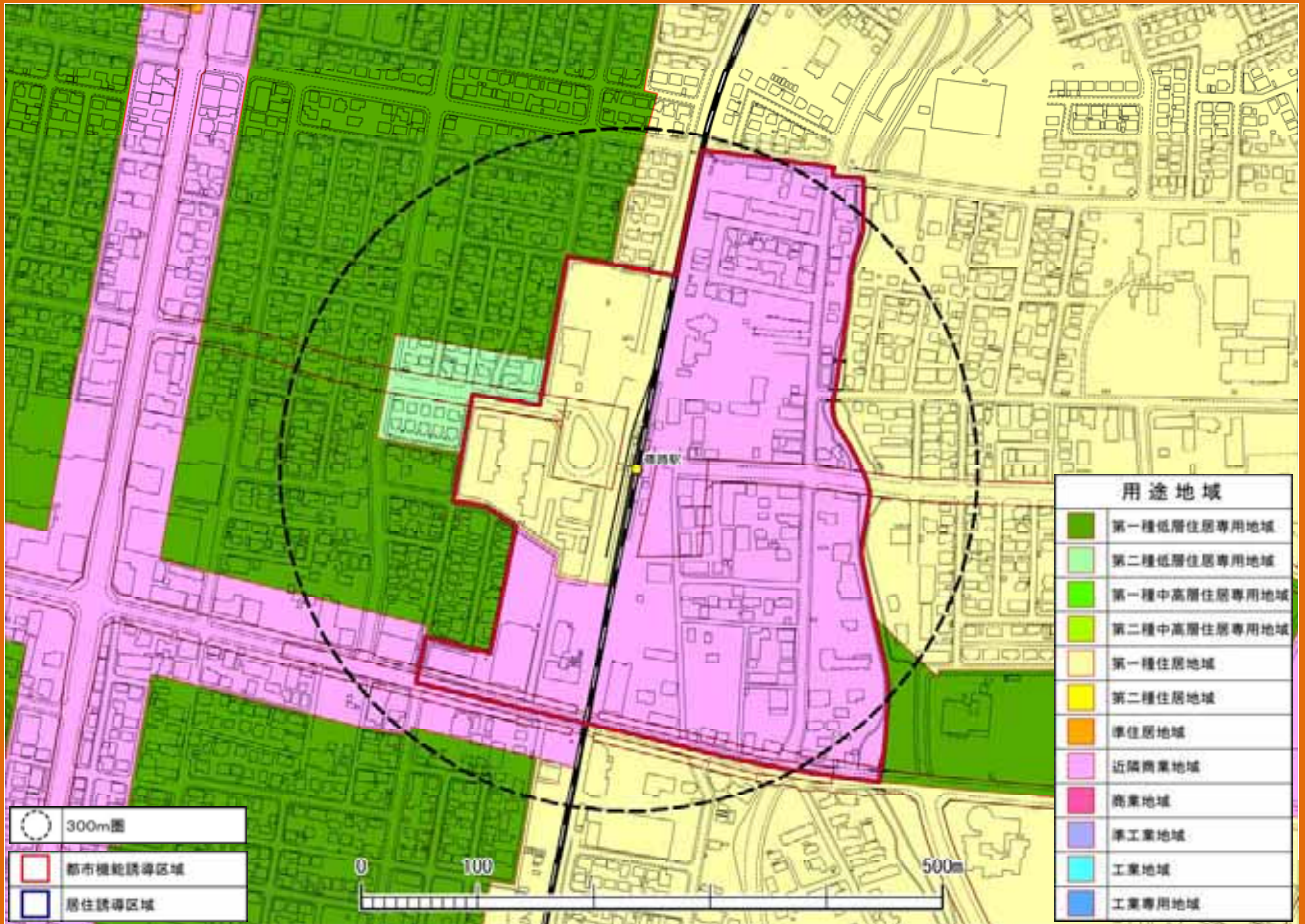 篠路駅
用途地域
第一種低層住居専用地域
第二種低層住居専用地域
第一種中高層住居専用地域
第二種中高層住居専用地域
第一種住居地域
第二種住居地域
準住居地域
近隣商業地域
商業地域
準工業地域
工業地域
工業専用地域
300m圏
都市機能誘導区域
居住誘導区域
0 100 500m